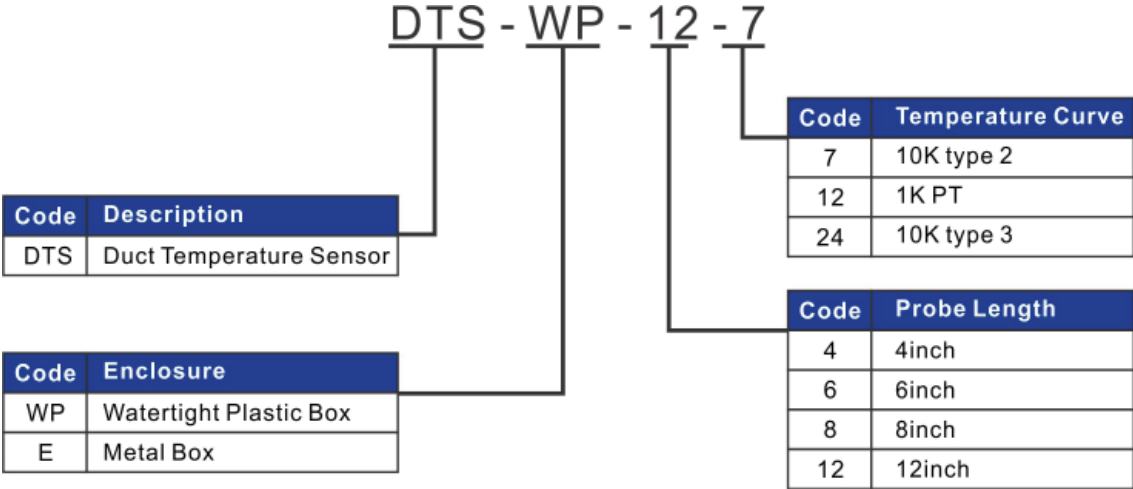 DTS - WP - 12 - 7
Code Temperature Curve
7 10K type 2
12 1K PT
24 10K type 3
Code Description
DTS Duct Temperature Sensor
Code Probe Length
4 4inch
6 6inch
8 8inch
12 12inch
Code Enclosure
WP Watertight Plastic Box
E Metal Box